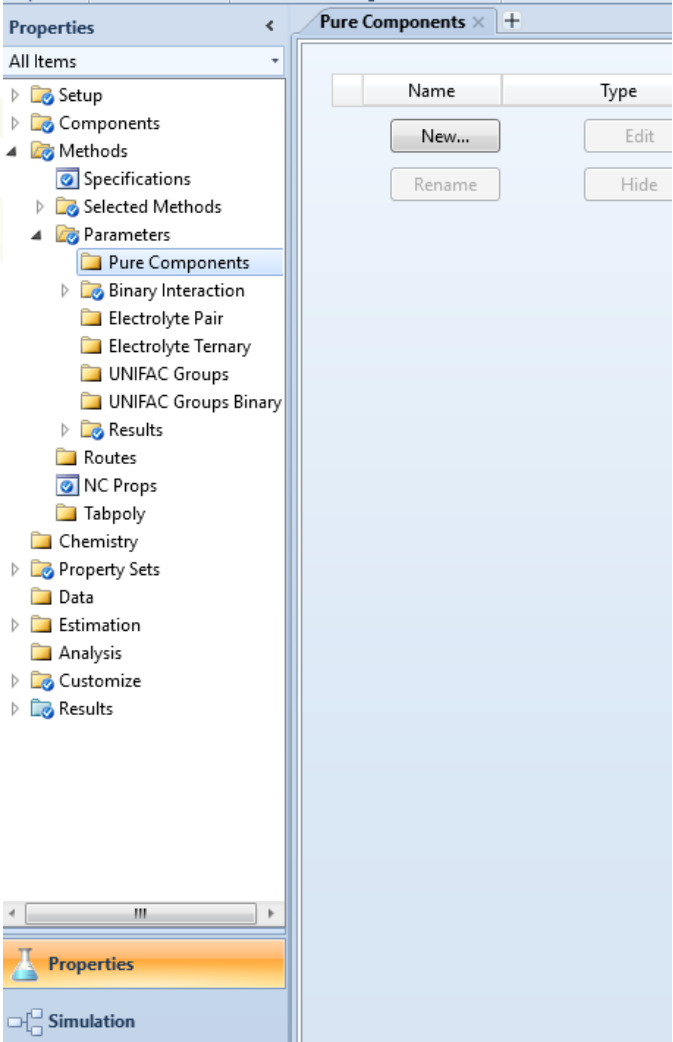 Properties
All Items
Setup
Components
Methods
Specifications
Selected Methods
Parameters
Pure Components
Binary Interaction
Electrolyte Pair
Electrolyte Ternary
UNIFAC Groups
UNIFAC Groups Binary
Results
Routes
NC Props
Tabpoly
Chemistry
Property Sets
Data
Estimation
Analysis
Customize
Results
Properties
Simulation
Pure Components
Name Type
New... Edit
Rename Hide